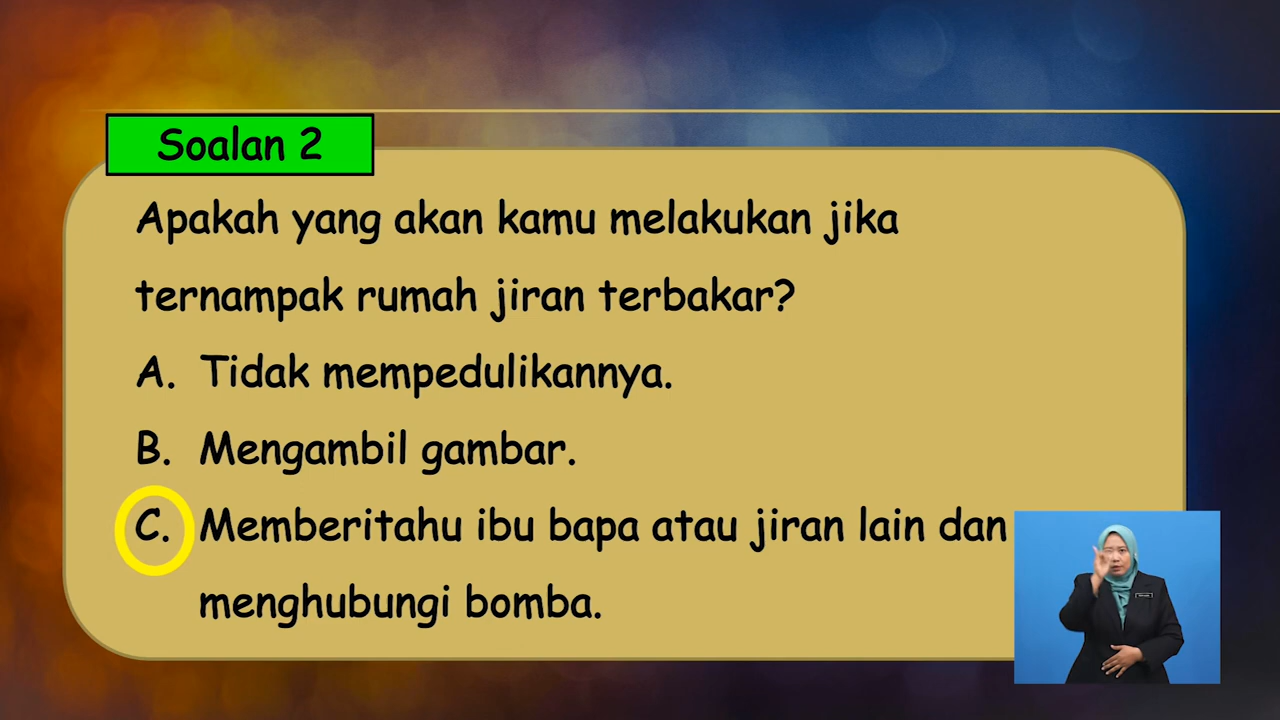 Soalan 2
Apakah yang akan kamu melakukan jika
ternampak rumah jiran terbakar?
A. Tidak mempedulikannya.
B. Mengambil gambar.
C. Memberitahu ibu bapa atau jiran lain dan
menghubungi bomba.